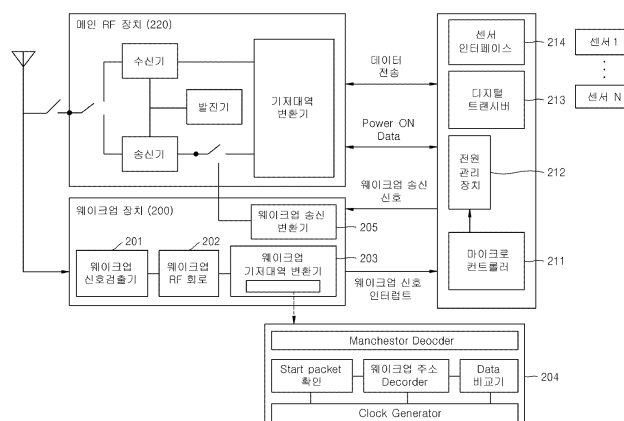 메인 RF 장치 (220)
수신기
발진기
송신기
기저대역
변환기
데이터
전송
Power ON
Data
웨이크업 송신
신호
웨이크업 신호
인터럽트
센서
인터페이스
214
디지털
트랜시버
213
전원
관리
장치
212
마이크로
컨트롤러
211
센서 1
센서 N
웨이크업 장치 (200)
웨이크업 송신
변환기
205
201
202
203
웨이크업
신호검출기
웨이크업
RF 회로
웨이크업
기저대역 변환기
Manchestor Deocder
Start packet
확인
웨이크업 주소
Decorder
Data
비교기
204
Clock Generator